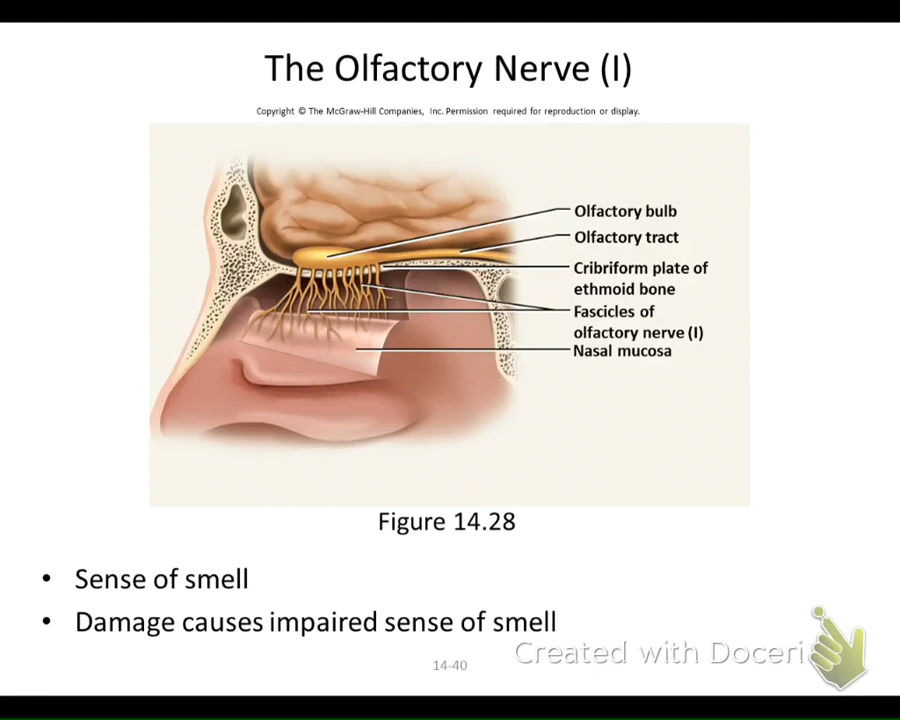 The Olfactory Nerve (I)
Copyright © The McGraw-Hill Companies, Inc. Permission required for reproduction or display.
Olfactory bulb
Olfactory tract
Cribriform plate of
ethmoid bone
Fascicles of
olfactory nerve (I)
Nasal mucosa
Figure 14.28
• Sense of smell
• Damage causes impaired sense of smell
14-40
Created with Doceri